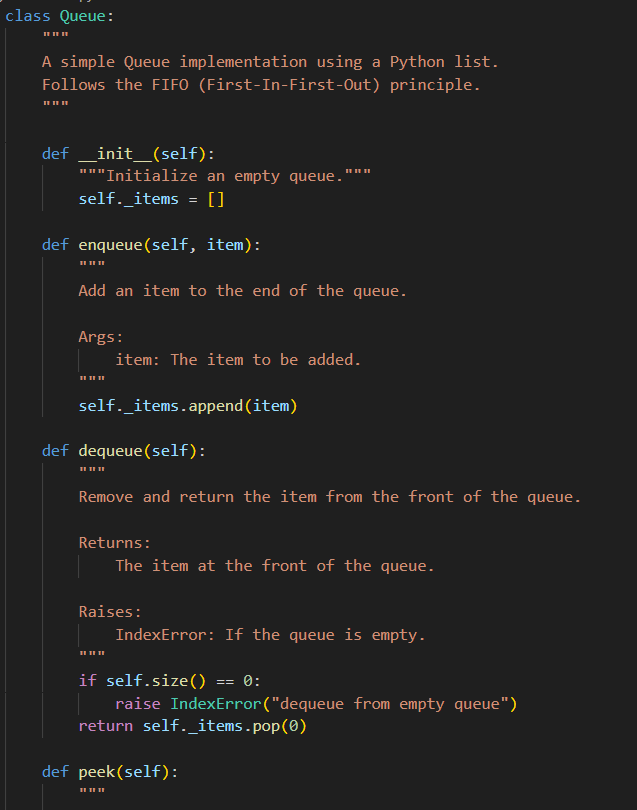 class Queue:
    """
    A simple Queue implementation using a Python list.
    Follows the FIFO (First-In-First-Out) principle.
    """

    def __init__(self):
        """Initialize an empty queue."""
        self._items = []

    def enqueue(self, item):
        """
        Add an item to the end of the queue.

        Args:
            item: The item to be added.
        """
        self._items.append(item)

    def dequeue(self):
        """
        Remove and return the item from the front of the queue.

        Returns:
            The item at the front of the queue.

        Raises:
            IndexError: If the queue is empty.
        """
        if self.size() == 0:
            raise IndexError("dequeue from empty queue")
        return self._items.pop(0)

    def peek(self):
        """